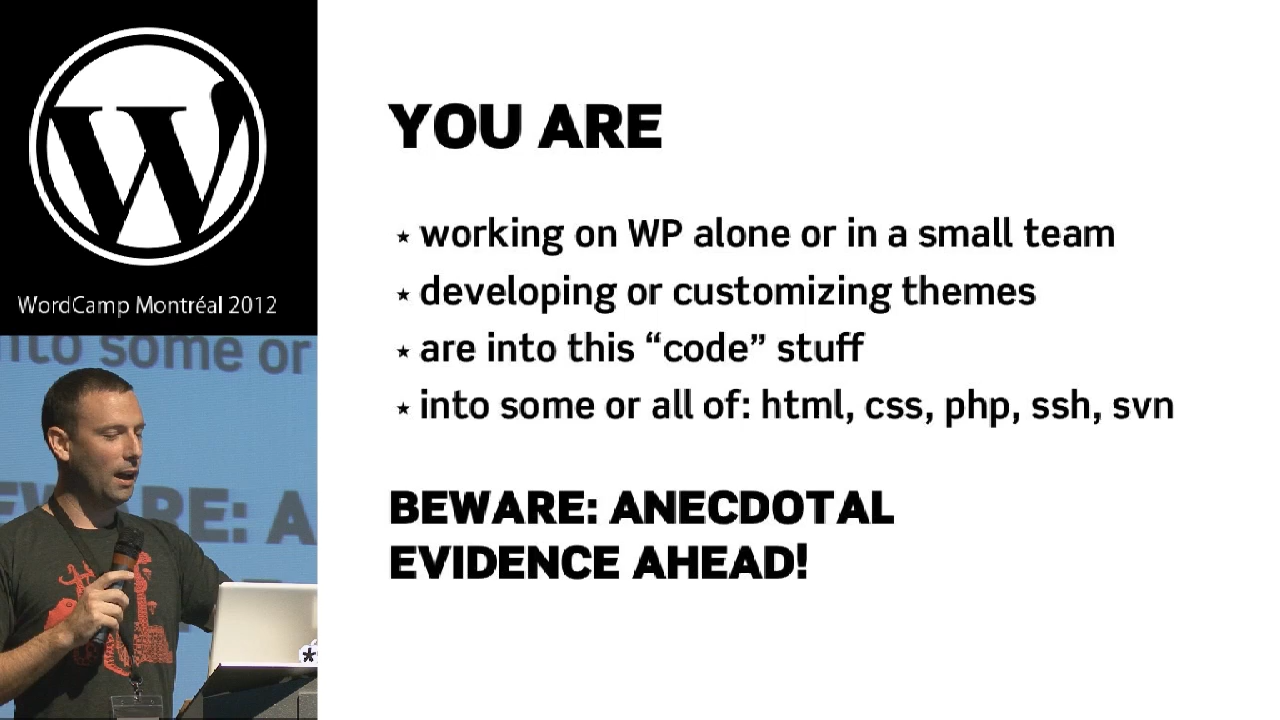 WordCamp Montréal 2012
YOU ARE
★ working on WP alone or in a small team
★ developing or customizing themes
★ are into this “code” stuff
★ into some or all of: html, css, php, ssh, svn
BEWARE: ANECDOTAL
EVIDENCE AHEAD!
into some or
EWARE: A